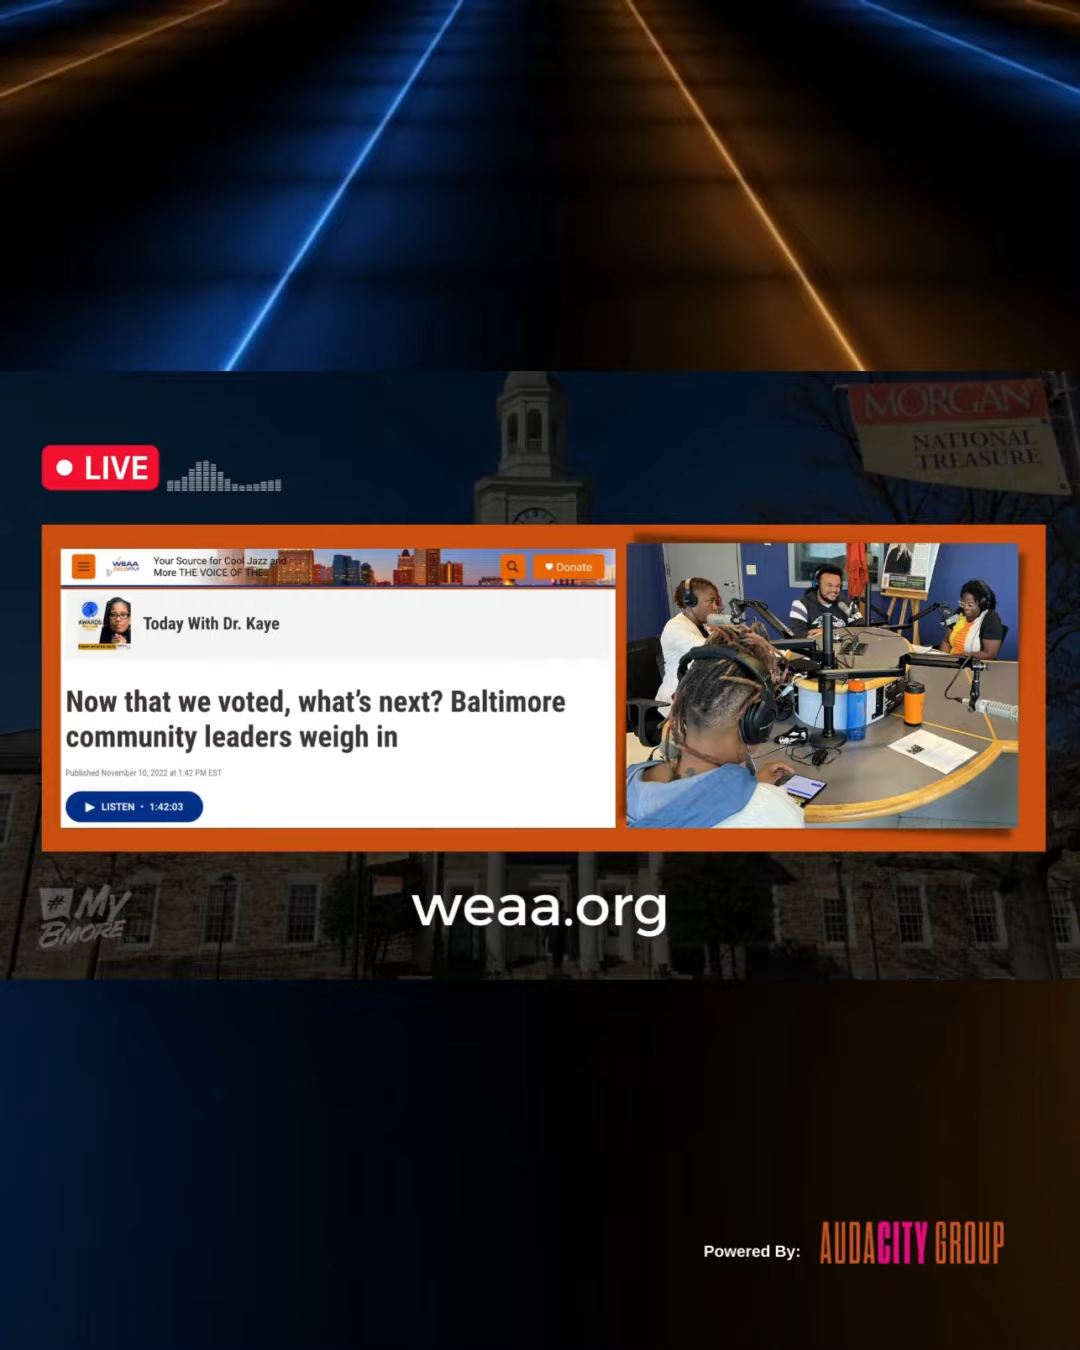 MORGAN
NATIONAL
TREASURE
LIVE
WEAA
Your Source for Cool Jazz and
More THE VOICE OF THE...
Donate
AWARDS
Today With Dr. Kaye
Now that we voted, what's next? Baltimore
community leaders weigh in
Published November 10, 2022 at 1:42 PM EST
LISTEN • 1:42:03
#My
BMORE
weaa.org
Powered By:
AUDACITY GROUP